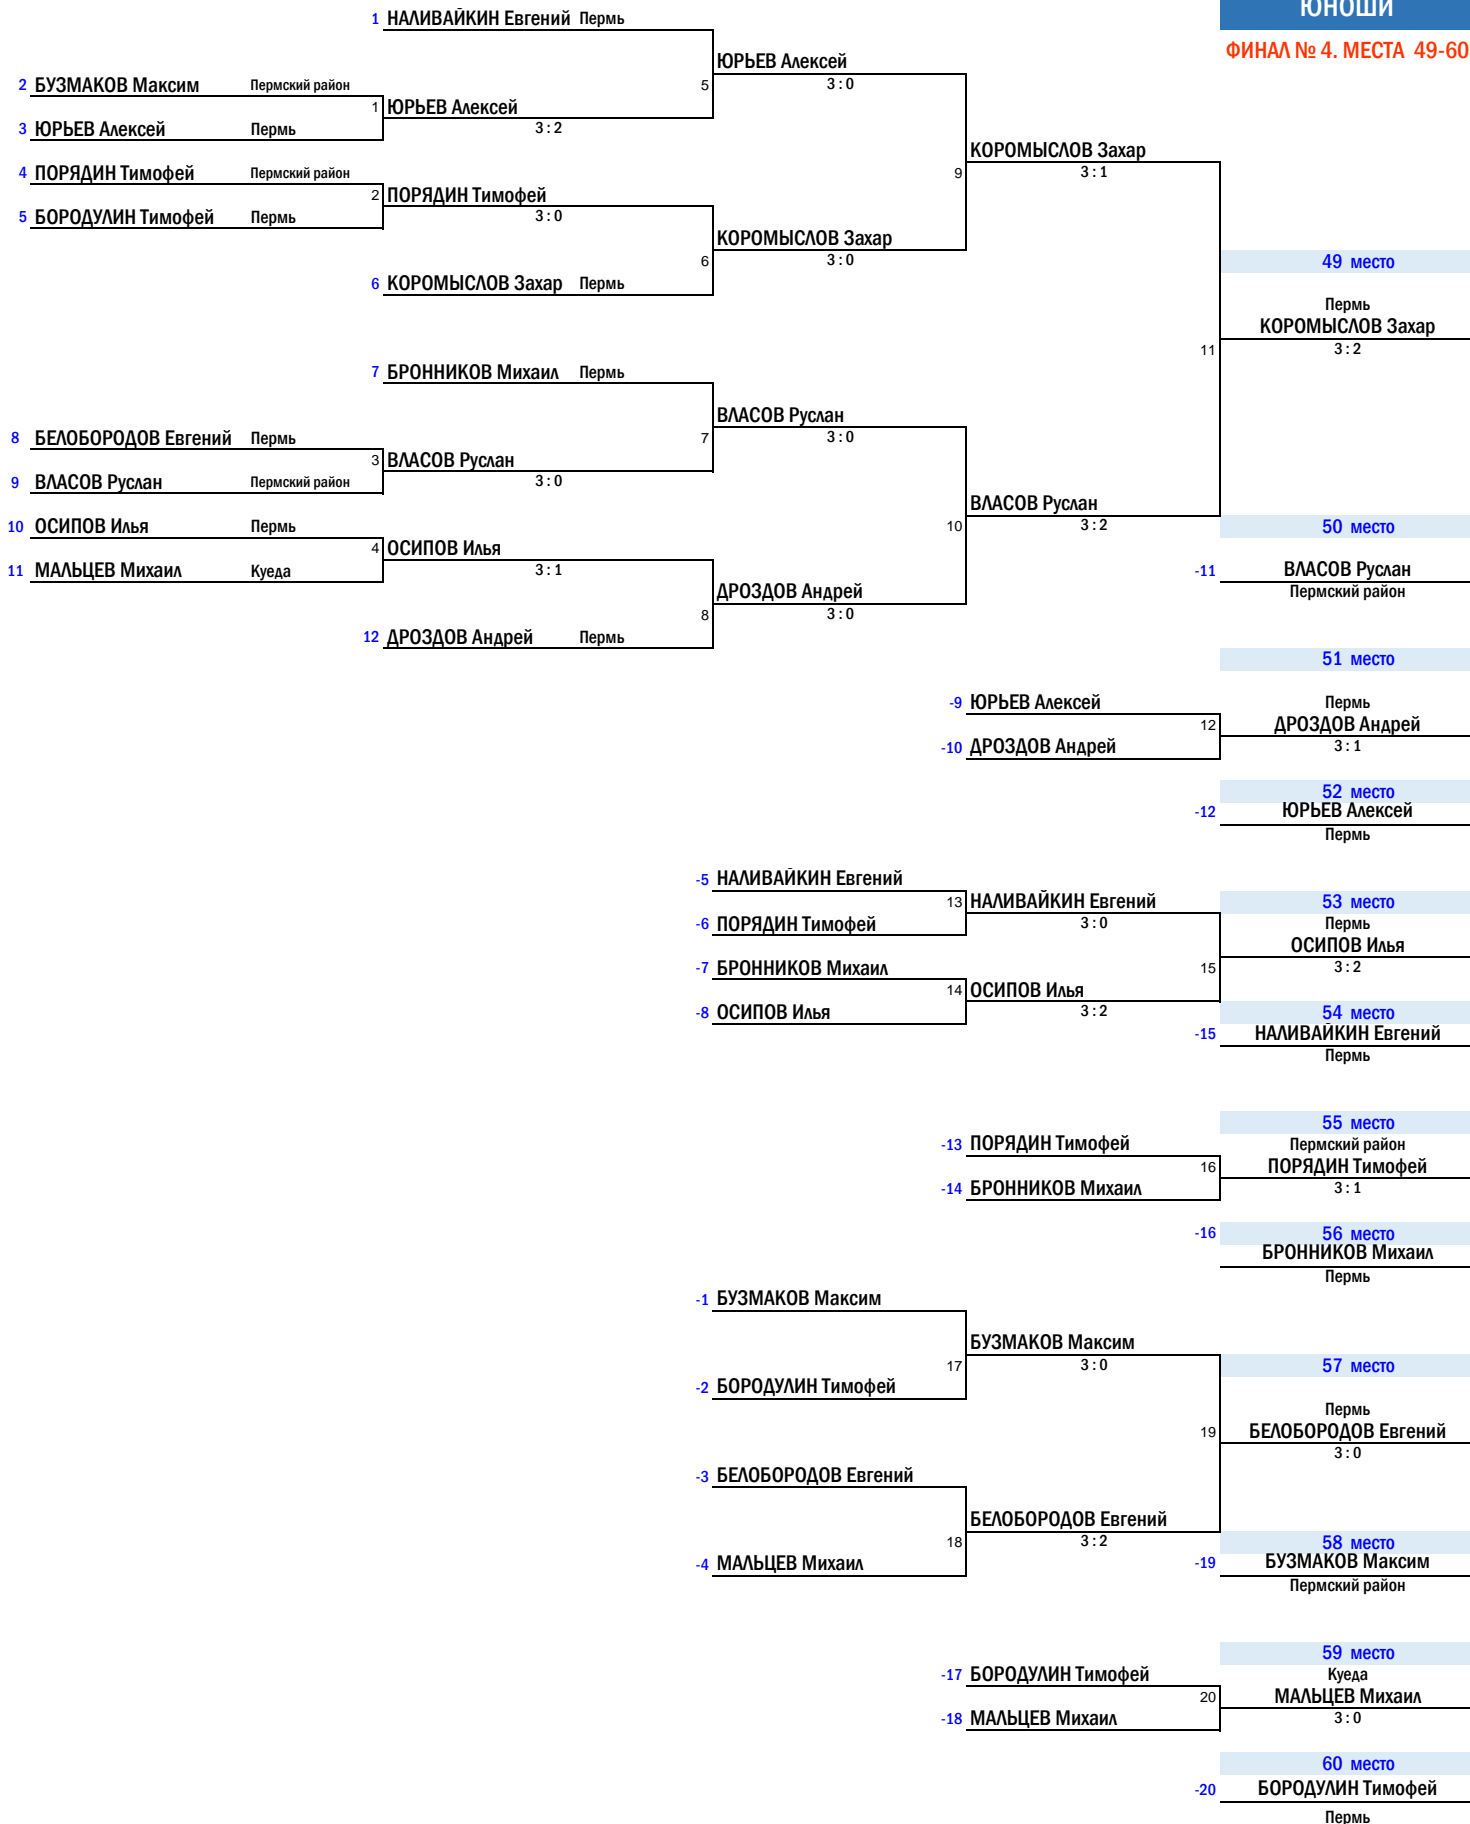 ЮНОШИ
1 НАЛИВАЙКИН Евгений Пермь
ФИНАЛ № 4. МЕСТА 49-60
ЮРЬЕВ Алексей
2 БУЗМАКОВ Максим Пермский район 5 3 : 0
1 ЮРЬЕВ Алексей
3 ЮРЬЕВ Алексей Пермь 3 : 2
КОРОМЫСЛОВ Захар
4 ПОРЯДИН Тимофей Пермский район 9 3 : 1
2 ПОРЯДИН Тимофей
5 БОРОДУЛИН Тимофей Пермь 3 : 0
КОРОМЫСЛОВ Захар
6 3 : 0 49 место
6 КОРОМЫСЛОВ Захар Пермь
Пермь
КОРОМЫСЛОВ Захар
11 3 : 2
7 БРОННИКОВ Михаил Пермь
ВЛАСОВ Руслан
8 БЕЛОБОРОДОВ Евгений Пермь 7 3 : 0
3 ВЛАСОВ Руслан
9 ВЛАСОВ Руслан Пермский район 3 : 0
ВЛАСОВ Руслан
10 ОСИПОВ Илья Пермь 10 3 : 2 50 место
4 ОСИПОВ Илья
11 МАЛЬЦЕВ Михаил Куеда 3 : 1 -11 ВЛАСОВ Руслан
ДРОЗДОВ Андрей Пермский район
8 3 : 0
12 ДРОЗДОВ Андрей Пермь
51 место
-9 ЮРЬЕВ Алексей Пермь
12 ДРОЗДОВ Андрей
-10 ДРОЗДОВ Андрей 3 : 1
52 место
-12 ЮРЬЕВ Алексей
Пермь
-5 НАЛИВАЙКИН Евгений
13 НАЛИВАЙКИН Евгений 53 место
-6 ПОРЯДИН Тимофей 3 : 0 Пермь
ОСИПОВ Илья
-7 БРОННИКОВ Михаил 15 3 : 2
14 ОСИПОВ Илья
-8 ОСИПОВ Илья 3 : 2 54 место
-15 НАЛИВАЙКИН Евгений
Пермь
55 место
-13 ПОРЯДИН Тимофей Пермский район
16 ПОРЯДИН Тимофей
-14 БРОННИКОВ Михаил 3 : 1
-16 56 место
БРОННИКОВ Михаил
Пермь
-1 БУЗМАКОВ Максим
БУЗМАКОВ Максим
17 3 : 0 57 место
-2 БОРОДУЛИН Тимофей
Пермь
19 БЕЛОБОРОДОВ Евгений
3 : 0
-3 БЕЛОБОРОДОВ Евгений
БЕЛОБОРОДОВ Евгений
18 3 : 2 58 место
-4 МАЛЬЦЕВ Михаил -19 БУЗМАКОВ Максим
Пермский район
59 место
-17 БОРОДУЛИН Тимофей Куеда
20 МАЛЬЦЕВ Михаил
-18 МАЛЬЦЕВ Михаил 3 : 0
60 место
-20 БОРОДУЛИН Тимофей
Пермь